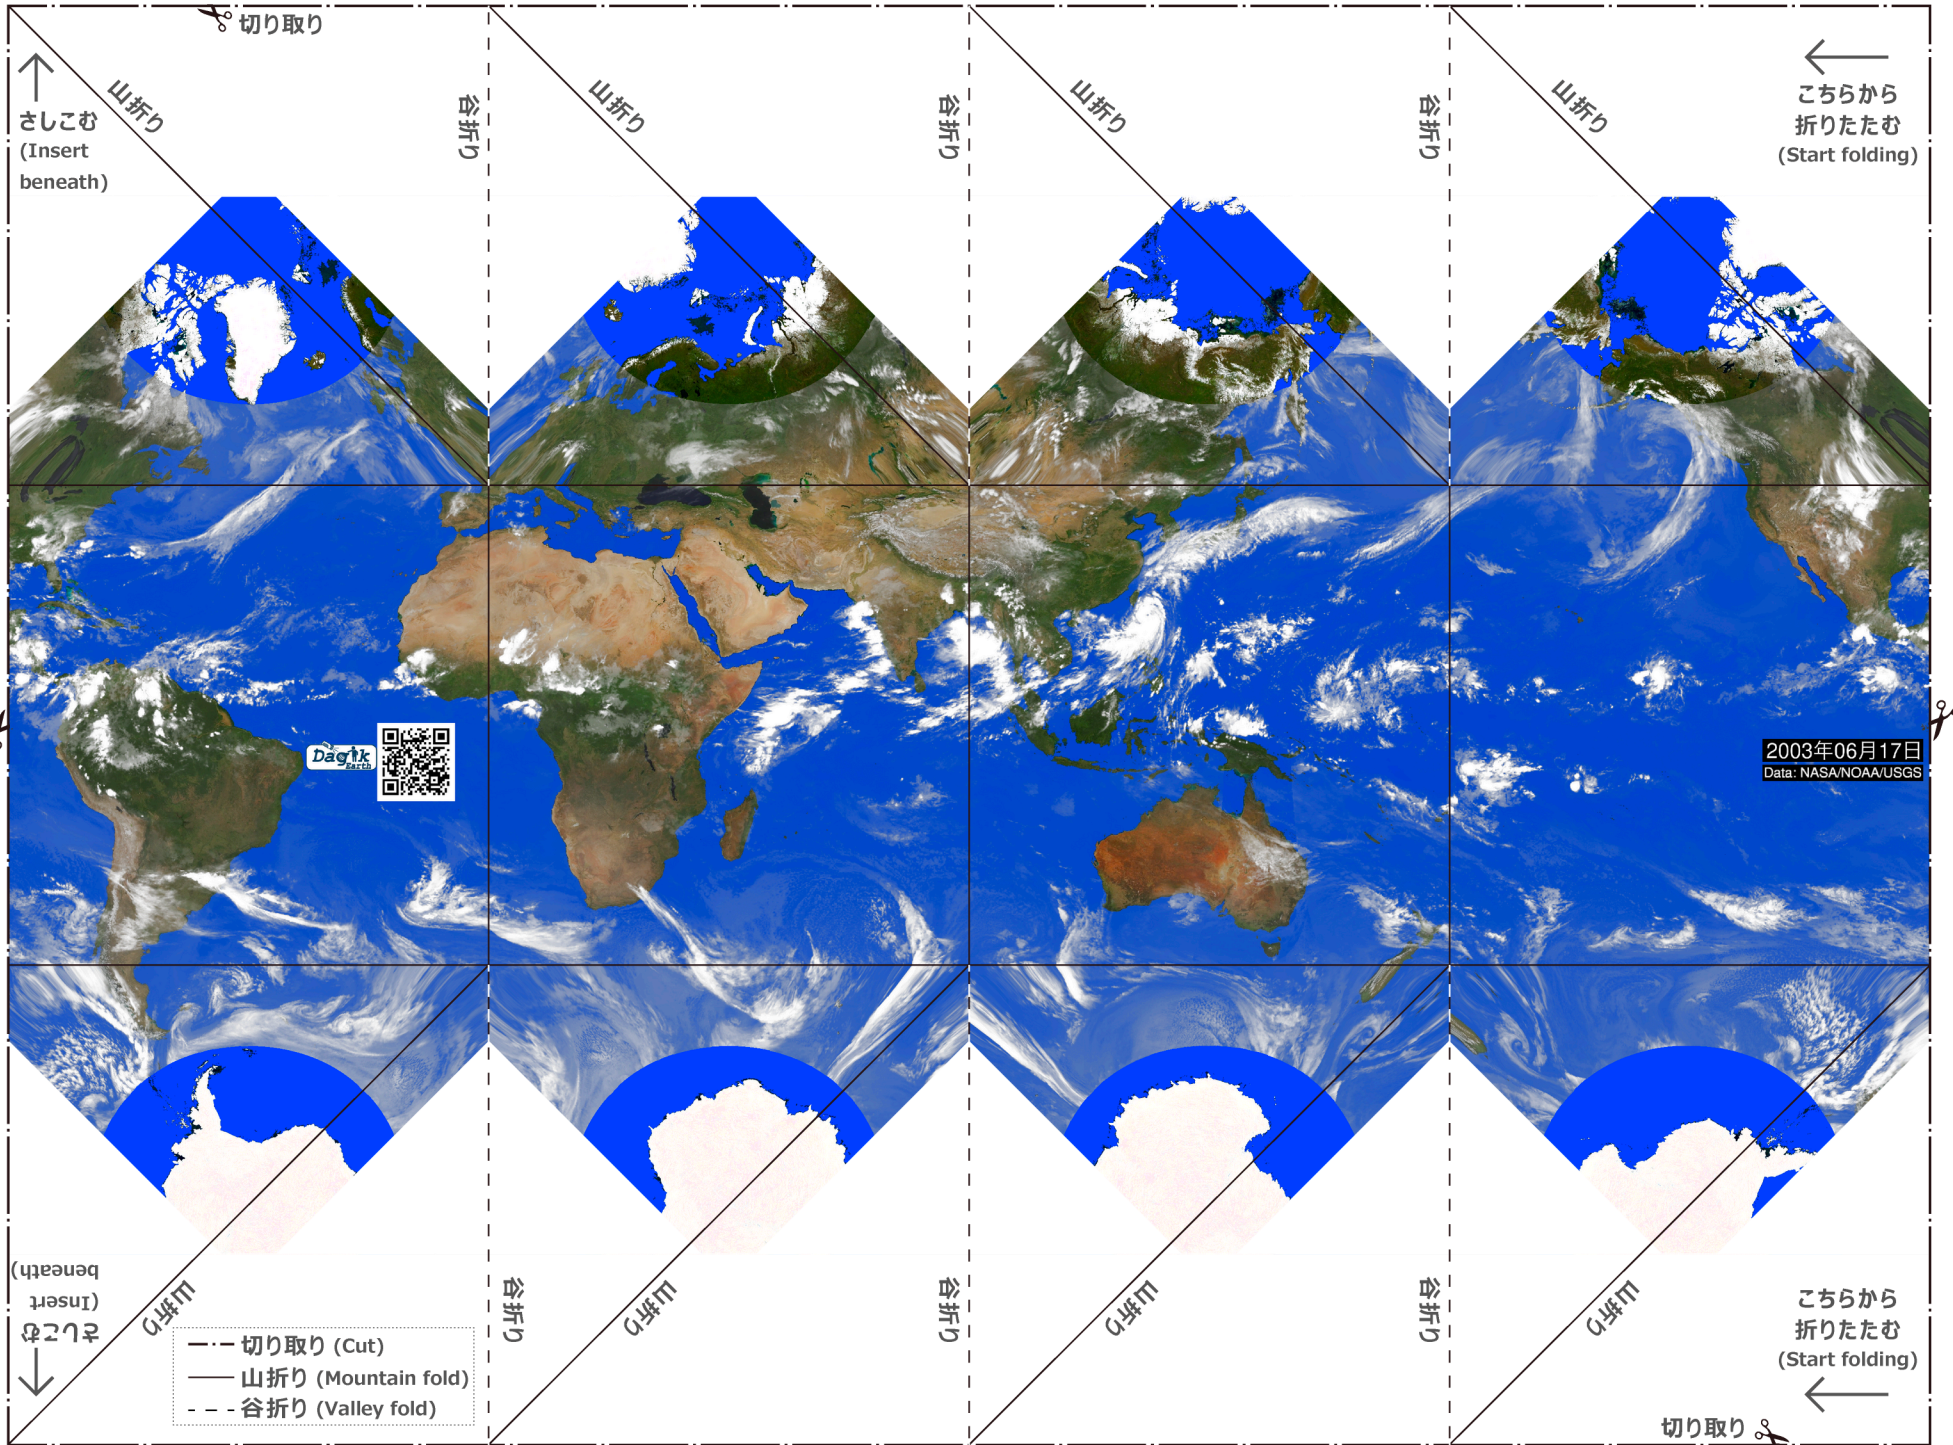 切り取り
山折り
谷折り
山折り
谷折り
山折り
谷折り
山折り
さしこむ
(Insert
beneath)
こちらから
折りたたむ
(Start folding)
Dagik
Earth
2003年06月17日
Data: NASA/NOAA/USGS
さしこむ
(Insert
beneath)
山折り
谷折り
山折り
谷折り
山折り
谷折り
山折り
こちらから
折りたたむ
(Start folding)
切り取り (Cut)
山折り (Mountain fold)
谷折り (Valley fold)
切り取り